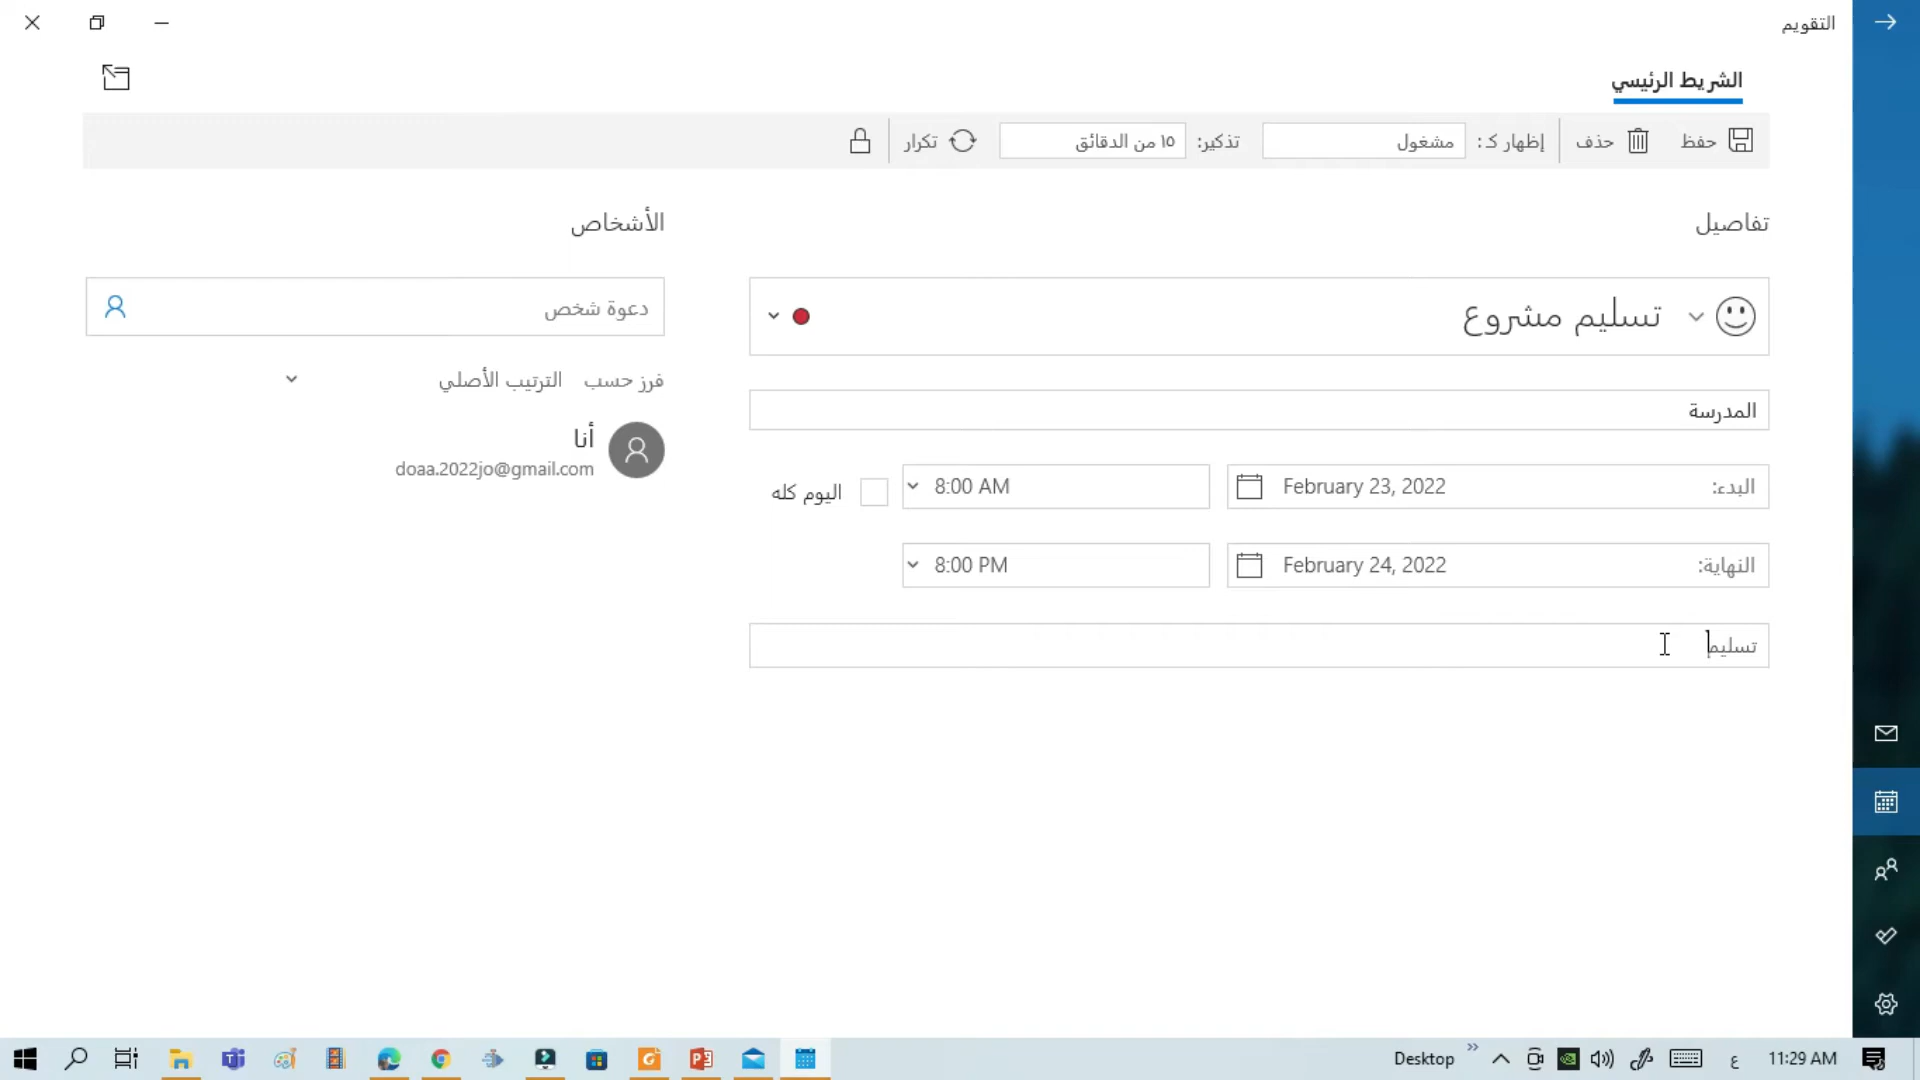 التقويم
الشريط الرئيسي
حفظ
حذف
إظهار كـ:
مشغول
تذكير:
١٥ من الدقائق
تكرار
تفاصيل
تسليم مشروع
المدرسة
البدء:
February 23, 2022
8:00 AM
اليوم كله
النهاية:
February 24, 2022
8:00 PM
تسليم
الأشخاص
دعوة شخص
فرز حسب الترتيب الأصلي
أنا
doaa.2022jo@gmail.com
Desktop
ع
11:29 AM